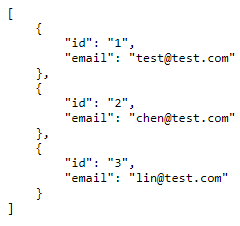 [
    {
        "id": "1",
        "email": "test@test.com"
    },
    {
        "id": "2",
        "email": "chen@test.com"
    },
    {
        "id": "3",
        "email": "lin@test.com"
    }
]